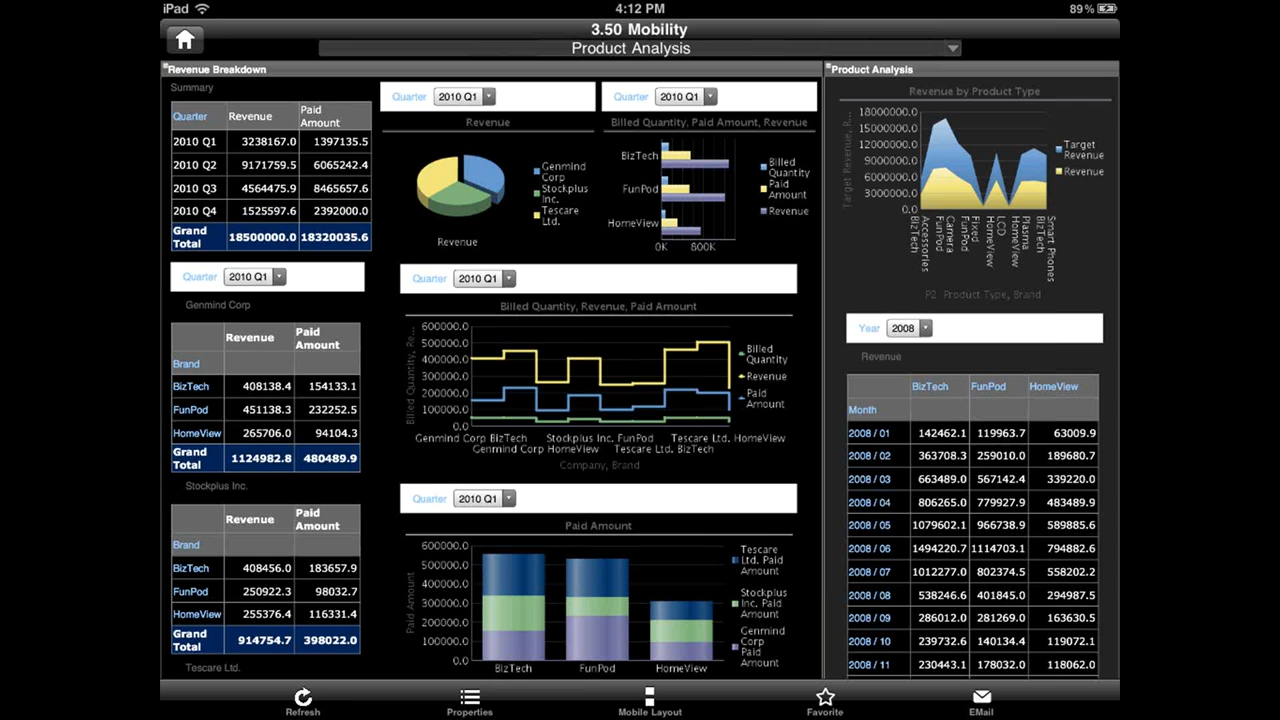 iPad
4:12 PM
89%
3.50 Mobility
Product Analysis
Revenue Breakdown
Summary
Quarter Revenue Paid Amount
2010 Q1 3238167.0 1397135.5
2010 Q2 9171759.5 6065242.4
2010 Q3 4564475.9 8465657.6
2010 Q4 1525597.6 2392000.0
Grand Total 18500000.0 18320035.6
Quarter 2010 Q1
Genmind Corp
Revenue Paid Amount
Brand
BizTech 408138.4 154133.1
FunPod 451138.3 232252.5
HomeView 265706.0 94104.3
Grand Total 1124982.8 480489.9
Stockplus Inc.
Revenue Paid Amount
Brand
BizTech 408456.0 183657.9
FunPod 250922.3 98032.7
HomeView 255376.4 116331.4
Grand Total 914754.7 398022.0
Tescare Ltd.
Quarter 2010 Q1
Revenue
Genmind Corp
Stockplus Inc.
Tescare Ltd.
Revenue
Quarter 2010 Q1
Billed Quantity, Paid Amount, Revenue
BizTech
FunPod
HomeView
0K 800K
Billed Quantity
Paid Amount
Revenue
Quarter 2010 Q1
Billed Quantity, Revenue, Paid Amount
Billed Quantity, Re...
600000.0
500000.0
400000.0
300000.0
200000.0
100000.0
0.0
Genmind Corp BizTech Stockplus Inc. FunPod Tescare Ltd. HomeView
Genmind Corp HomeView Tescare Ltd. BizTech
Company, Brand
Billed Quantity
Revenue
Paid Amount
Quarter 2010 Q1
Paid Amount
Paid Amount
600000.0
500000.0
400000.0
300000.0
200000.0
100000.0
0.0
BizTech FunPod HomeView
Tescare Ltd. Paid Amount
Stockplus Inc. Paid Amount
Genmind Corp Paid Amount
Product Analysis
Revenue by Product Type
Target Revenue, R...
18000000.0
15000000.0
12000000.0
9000000.0
6000000.0
3000000.0
0.0
Target Revenue
Revenue
BizTech
Accessories
FunPod
Camera
FunPod
Fixed
HomeView
LCD
HomeView
Plasma
BizTech
Smart Phones
P2 Product Type, Brand
Year 2008
Revenue
BizTech FunPod HomeView
Month
2008 / 01 142462.1 119963.7 63009.9
2008 / 02 363708.3 259010.0 189680.7
2008 / 03 663489.0 567142.4 339220.0
2008 / 04 806265.0 779927.9 483489.9
2008 / 05 1079602.1 966738.9 589885.6
2008 / 06 1494220.7 1114703.1 794882.6
2008 / 07 1012277.0 802374.5 558202.2
2008 / 08 538246.6 401845.0 294987.5
2008 / 09 286012.0 281269.0 163630.5
2008 / 10 239732.6 140134.4 119072.1
2008 / 11 230443.1 178032.0 118062.0
Refresh
Properties
Mobile Layout
Favorite
EMail